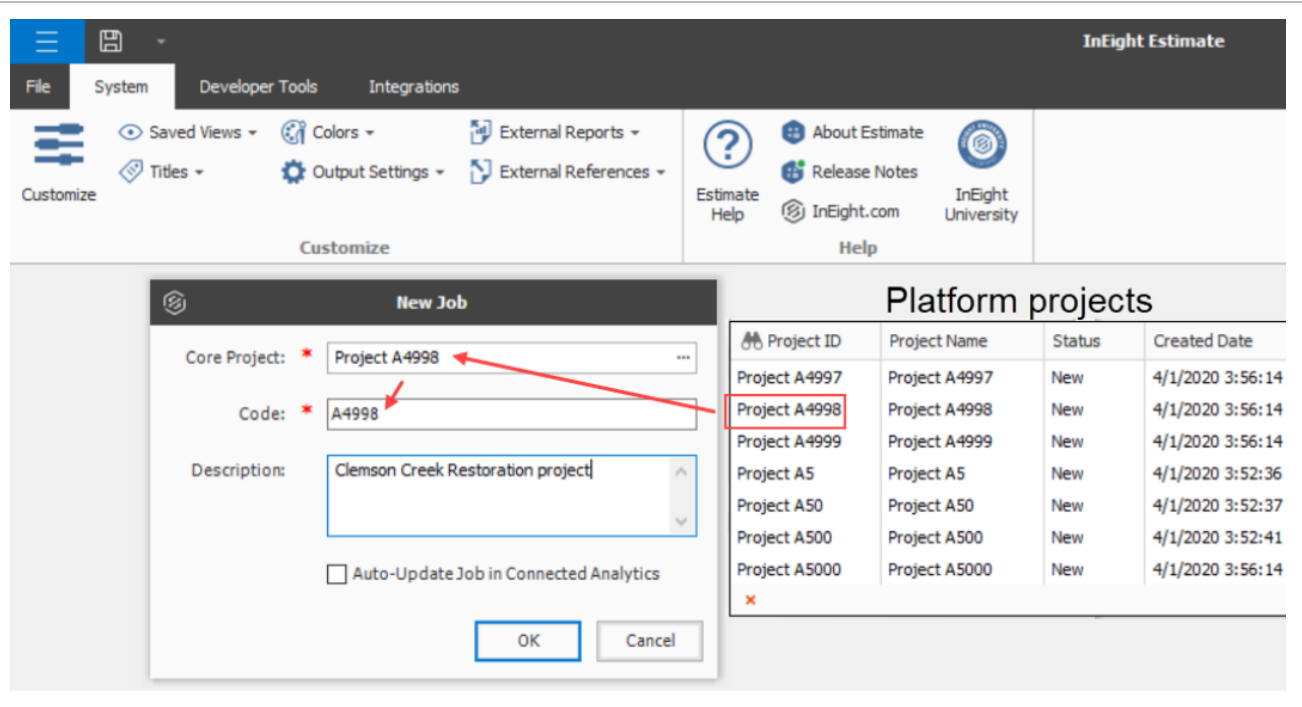 InEight Estimate
File System Developer Tools Integrations
Saved Views Colors External Reports
Titles Output Settings External References
Customize
Customize
Estimate Help
About Estimate
Release Notes
InEight.com
InEight University
Help
New Job
Core Project: * Project A4998 ...
Code: * A4998
Description: Clemson Creek Restoration project
Auto-Update Job in Connected Analytics
OK Cancel
Platform projects
Project ID Project Name Status Created Date
Project A4997 Project A4997 New 4/1/2020 3:56:14
Project A4998 Project A4998 New 4/1/2020 3:56:14
Project A4999 Project A4999 New 4/1/2020 3:56:14
Project A5 Project A5 New 4/1/2020 3:52:36
Project A50 Project A50 New 4/1/2020 3:52:37
Project A500 Project A500 New 4/1/2020 3:52:41
Project A5000 Project A5000 New 4/1/2020 3:56:14